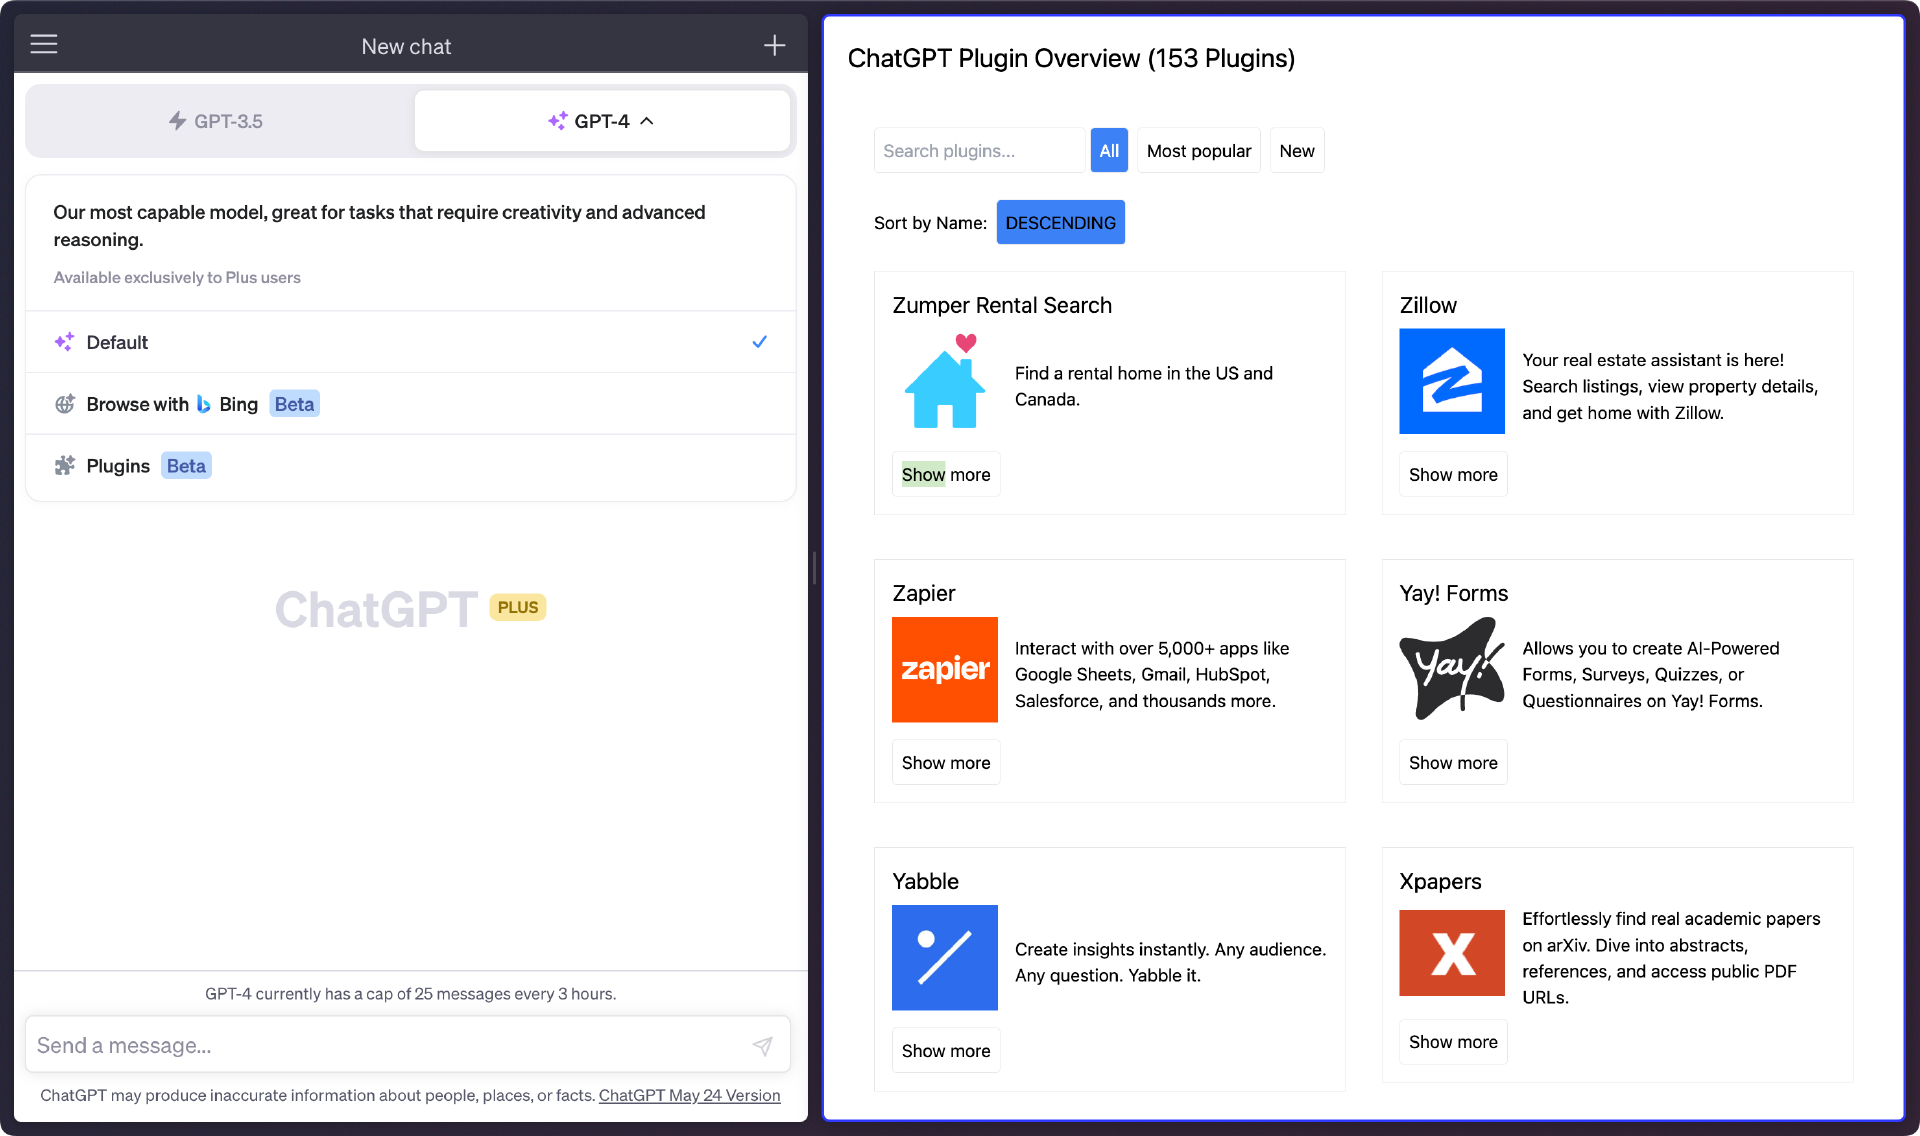 New chat
GPT-3.5
GPT-4
Our most capable model, great for tasks that require creativity and advanced
reasoning.
Available exclusively to Plus users
Default
Browse with Bing Beta
Plugins Beta
ChatGPT PLUS
GPT-4 currently has a cap of 25 messages every 3 hours.
Send a message...
ChatGPT may produce inaccurate information about people, places, or facts. ChatGPT May 24 Version
ChatGPT Plugin Overview (153 Plugins)
Search plugins...
All
Most popular
New
Sort by Name: DESCENDING
Zumper Rental Search
Find a rental home in the US and
Canada.
Show more
Zillow
Your real estate assistant is here!
Search listings, view property details,
and get home with Zillow.
Show more
Zapier
zapier
Interact with over 5,000+ apps like
Google Sheets, Gmail, HubSpot,
Salesforce, and thousands more.
Show more
Yay! Forms
Yay!
Allows you to create AI-Powered
Forms, Surveys, Quizzes, or
Questionnaires on Yay! Forms.
Show more
Yabble
Create insights instantly. Any audience.
Any question. Yabble it.
Show more
Xpapers
X
Effortlessly find real academic papers
on arXiv. Dive into abstracts,
references, and access public PDF
URLs.
Show more